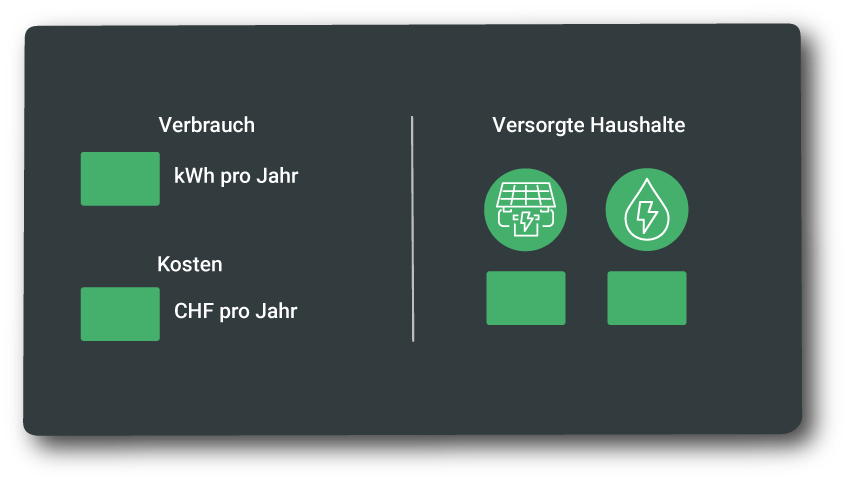 Verbrauch
kWh pro Jahr
Kosten
CHF pro Jahr
Versorgte Haushalte